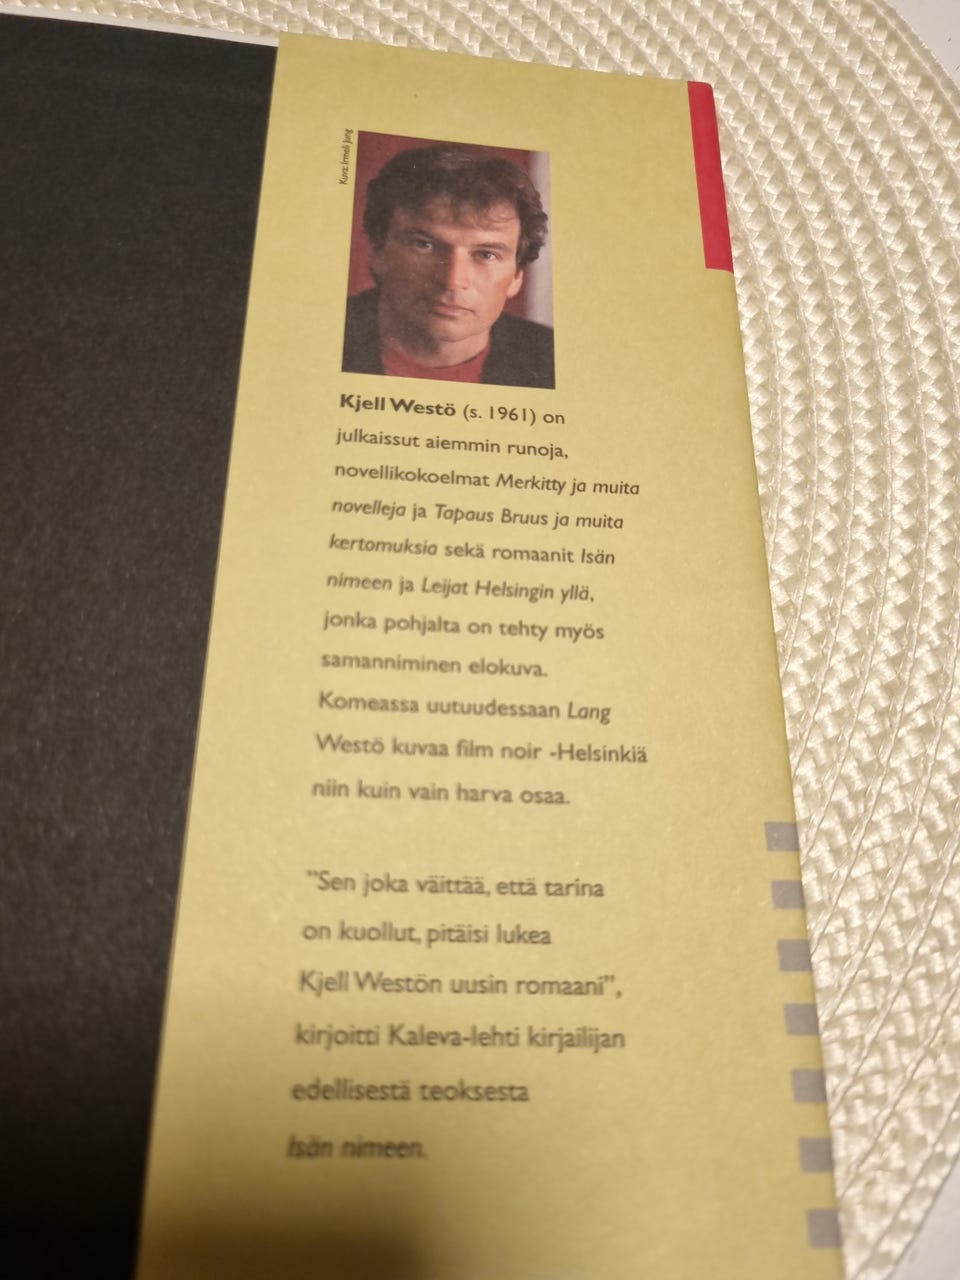 Kuva: Irmeli Jung
Kjell Westö (s. 1961) on
julkaissut aiemmin runoja,
novellikokoelmat Merkitty ja muita
novelleja ja Tapaus Bruus ja muita
kertomuksia sekä romaanit Isän
nimeen ja Leijat Helsingin yllä,
jonka pohjalta on tehty myös
samanniminen elokuva.
Komeassa uutuudessaan Lang
Westö kuvaa film noir -Helsinkiä
niin kuin vain harva osaa.
”Sen joka väittää, että tarina
on kuollut, pitäisi lukea
Kjell Westön uusin romaani”,
kirjoitti Kaleva-lehti kirjailijan
edellisestä teoksesta
Isän nimeen.